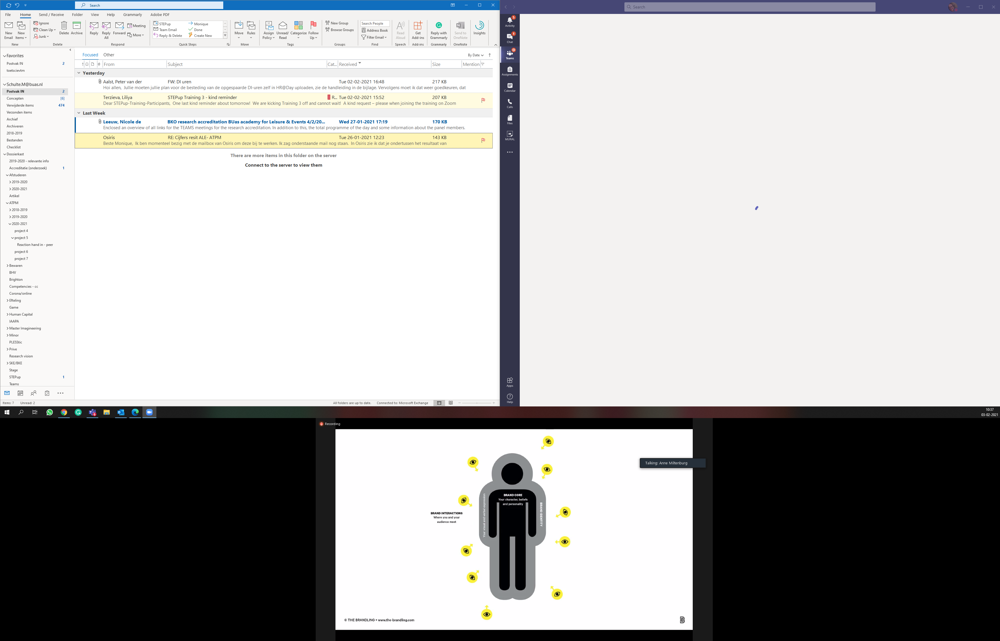 Search
File Home Send / Receive Folder View Help Grammarly Adobe PDF
New Email
New Items
Ignore
Clean Up
Junk
Delete
Archive
Reply
Reply All
Forward
Meeting
More
STEPup
Team Email
Reply & Delete
Monique
Done
Create New
Move
Rules
Assign Policy
Unread/ Read
Categorize
Follow Up
New Group
Browse Groups
Search People
Address Book
Filter Email
Read Aloud
Get Add-ins
Reply with Grammarly
Send to OneNote
Insights
New Delete Respond Quick Steps Move Tags Groups Find Speech Add-ins Grammarly OneNote
Favorites
Postvak IN 2
toetscievtm
Schulte.M@buas.nl
Postvak IN 2
Concepten [6]
Verwijderde items 474
Verzonden items
Archief
Archiveren
2018-2019
Bestanden
Checklist
Dossierkast
2019-2020 - relevante info
Accreditatie (onderzoek) 1
Afstuderen
2019-2020
2020-2021
Artikel
ATPM
2018-2019
2019-2020
2020-2021
project 4
project 5
Reaction hand in - peer
project 6
project 7
Bewaren
BHV
Brighton
Competencies - cc
Corona/online
Efteling
Game
Human Capital
IAAPA
Master Imagineering
Minor
PLESStic
Prive
Research vision
SKE/BKE
Stage
STEPup 1
Teams
Items: 7 Unread: 2
Focused Other By Date
! From Subject Cat... Received Size Mention
Yesterday
Aalst, Peter van der FW: DI uren Tue 02-02-2021 16:48 217 KB
Hoi allen, Jullie moeten jullie plan voor de besteding van de opgespaarde DI-uren zelf in HR@Day uploaden, zie de handleiding in de bijlage. Vervolgens moet ik dat weer goedkeuren, dat
Terzieva, Liliya STEPup Training 3 - kind reminder R... Tue 02-02-2021 15:52 207 KB
Dear STEPup-Training-Participants, One last kind reminder about tomorrow! We are kicking Training 3 off and cannot wait! A kind request – please when joining the training on Zoom
Last Week
Leeuw, Nicole de BKO research accreditation BUas academy for Leisure & Events 4/2/20... Wed 27-01-2021 17:19 170 KB
Enclosed an overview of all links for the TEAMS meetings for the research accreditation. In addition to this, the total programme of the day and some information about the panel members.
Osiris RE: Cijfers resit ALE- ATPM Tue 26-01-2021 12:23 143 KB
Beste Monique, Ik ben momenteel bezig met de mailbox van Osiris om deze bij te werken. Ik zag onderstaande mail nog staan. In Osiris zie ik dat je ondertussen het resultaat van
There are more items in this folder on the server
Connect to the server to view them
All folders are up to date. Connected to: Microsoft Exchange
Search
5
Activity
1
Chat
@
Teams
Assignments
Calendar
Calls
Files
MURAL
Apps
Help
6
10:37
03-02-2021
Recording
Talking: Anne Miltenburg
BRAND CORE
Your character, beliefs
and personality
Your visual and verbal expression
BRAND IDENTITY
BRAND INTERACTIONS
Where you and your
audience meet
© THE BRANDLING • www.the-brandling.com